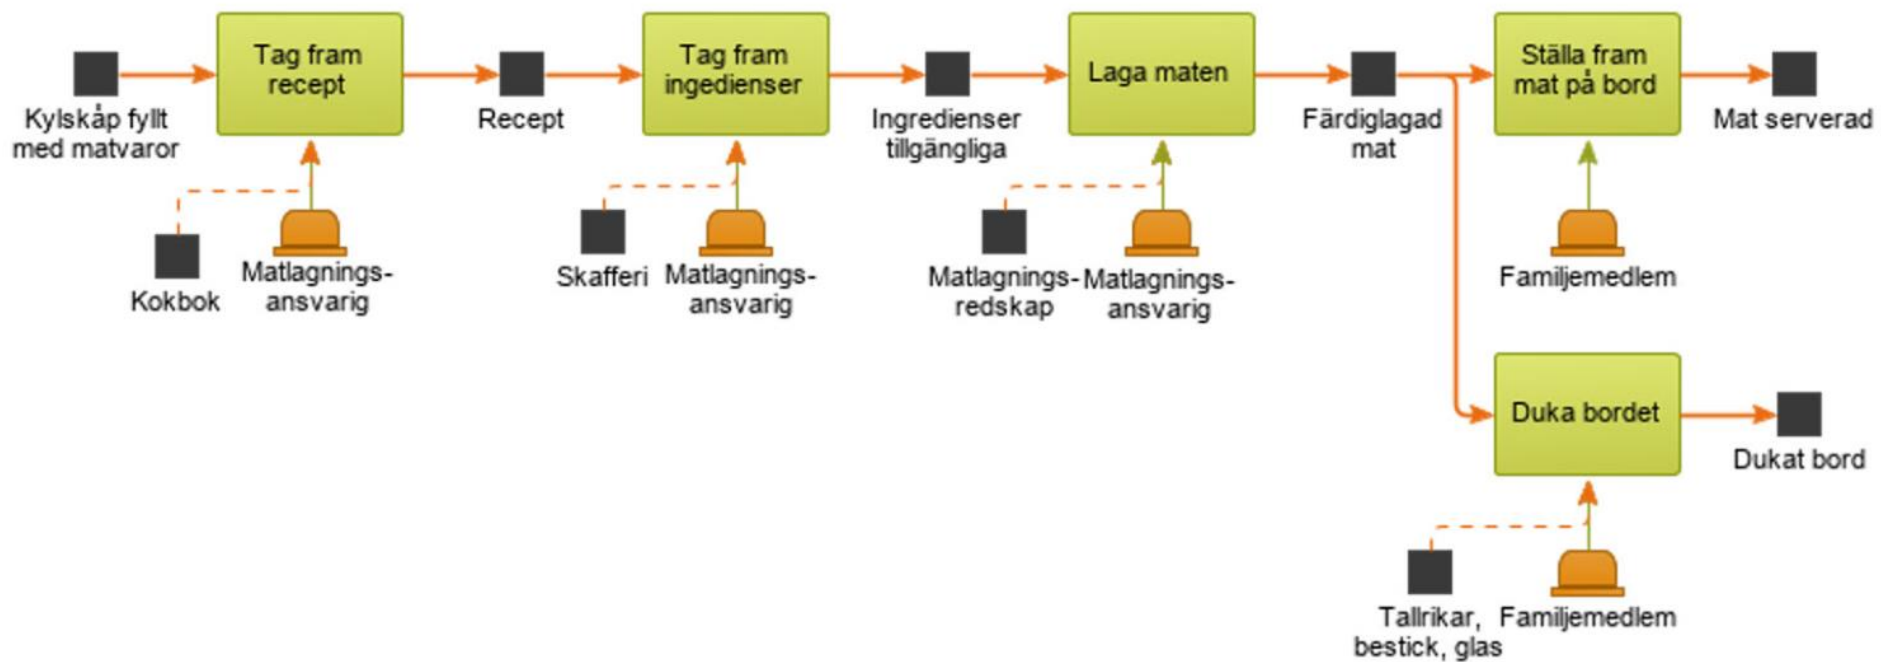 Tag fram
recept
Tag fram
ingedienser
Laga maten
Ställa fram
mat på bord
Kylskåp fyllt
med matvaror
Recept
Ingredienser
tillgängliga
Färdiglagad
mat
Mat serverad
Kokbok
Matlagnings-
ansvarig
Skafferi
Matlagnings-
ansvarig
Matlagnings-
redskap
Matlagnings-
ansvarig
Familjemedlem
Duka bordet
Dukat bord
Tallrikar,
bestick, glas
Familjemedlem